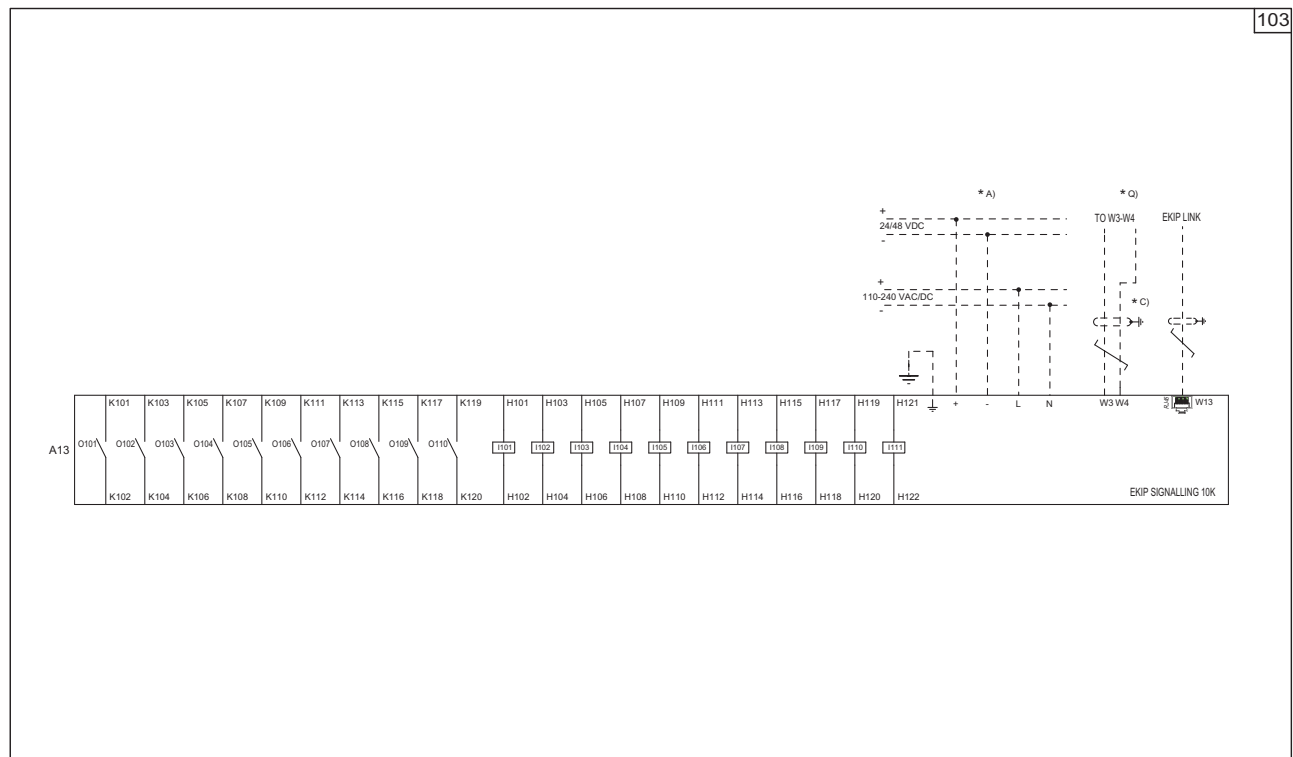 103
* A)
* Q)
+
24/48 VDC
-
TO W3-W4
EKIP LINK
+
110-240 VAC/DC
-
* C)
K101 K103 K105 K107 K109 K111 K113 K115 K117 K119 H101 H103 H105 H107 H109 H111 H113 H115 H117 H119 H121 + - L N W3 W4 RJ45 W13
A13 O101 O102 O103 O104 O105 O106 O107 O108 O109 O110 I101 I102 I103 I104 I105 I106 I107 I108 I109 I110 I111
K102 K104 K106 K108 K110 K112 K114 K116 K118 K120 H102 H104 H106 H108 H110 H112 H114 H116 H118 H120 H122 EKIP SIGNALLING 10K